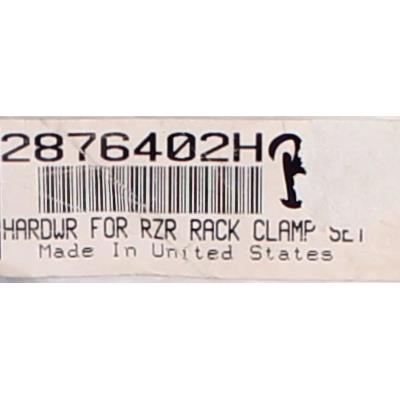 2876402H
HARDWR FOR RZR RACK CLAMP SET
Made In United States